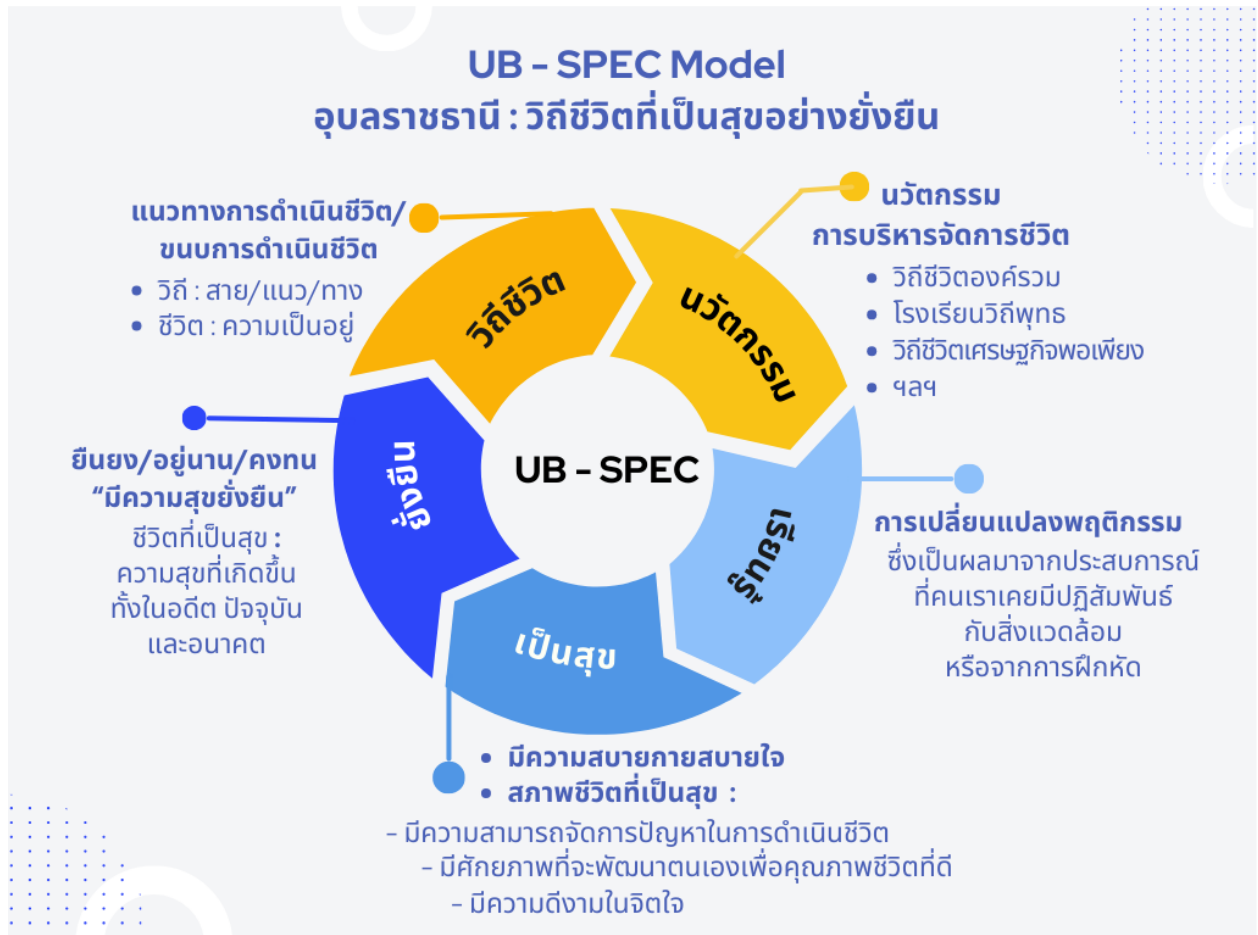 UB - SPEC Model
อุบลราชธานี : วิถีชีวิตที่เป็นสุขอย่างยั่งยืน
แนวทางการดำเนินชีวิต/
ขนบการดำเนินชีวิต
• วิถี : สาย/แนว/ทาง
• ชีวิต : ความเป็นอยู่
นวัตกรรม
การบริหารจัดการชีวิต
• วิถีชีวิตองค์รวม
• โรงเรียนวิถีพุทธ
• วิถีชีวิตเศรษฐกิจพอเพียง
• ฯลฯ
วิถีชีวิต
นวัตกรรม
ยั่งยืน
UB - SPEC
เรียนรู้
เป็นสุข
ยืนยง/อยู่นาน/คงทน
“มีความสุขยั่งยืน”
ชีวิตที่เป็นสุข :
ความสุขที่เกิดขึ้น
ทั้งในอดีต ปัจจุบัน
และอนาคต
การเปลี่ยนแปลงพฤติกรรม
ซึ่งเป็นผลมาจากประสบการณ์
ที่คนเราเคยมีปฏิสัมพันธ์
กับสิ่งแวดล้อม
หรือจากการฝึกหัด
• มีความสบายกายสบายใจ
• สภาพชีวิตที่เป็นสุข :
- มีความสามารถจัดการปัญหาในการดำเนินชีวิต
- มีศักยภาพที่จะพัฒนาตนเองเพื่อคุณภาพชีวิตที่ดี
- มีความดีงามในจิตใจ